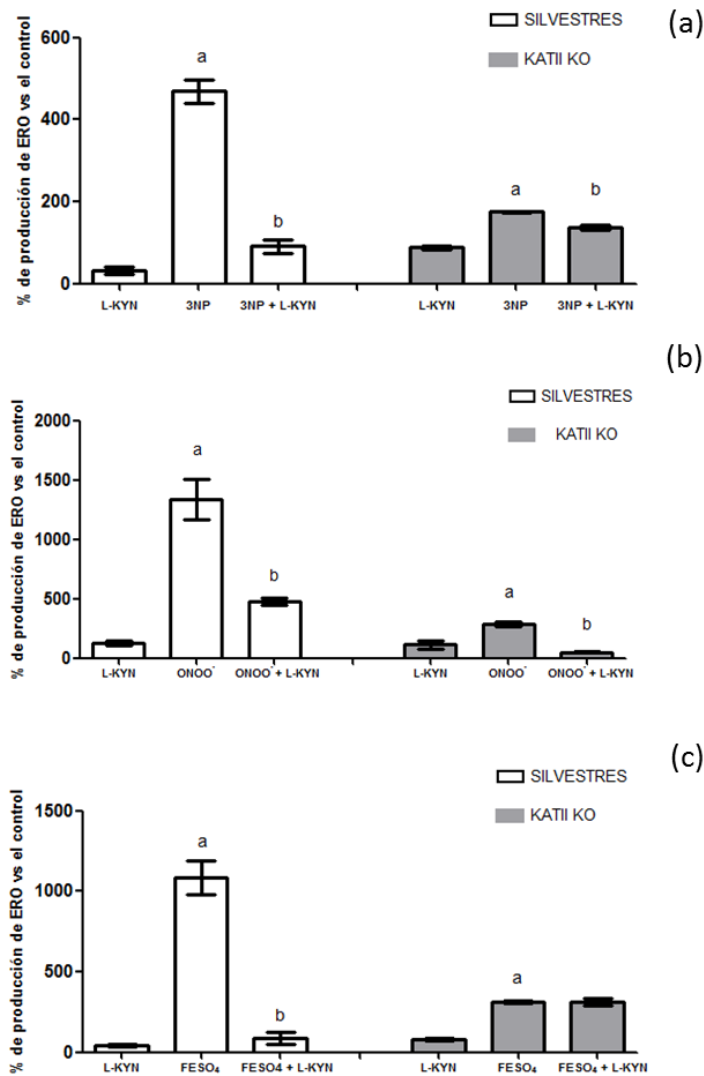 (a)
SILVESTRES
KATII KO
% de producción de ERO vs el control
600
400
200
0
a
b
a
b
L-KYN 3NP 3NP + L-KYN L-KYN 3NP 3NP + L-KYN
(b)
SILVESTRES
KATII KO
% de producción de ERO vs el control
2000
1500
1000
500
0
a
b
a
b
L-KYN ONOO⁻ ONOO⁻ + L-KYN L-KYN ONOO⁻ ONOO⁻ + L-KYN
(c)
SILVESTRES
KATII KO
% de producción de ERO vs el control
1500
1000
500
0
a
b
a
L-KYN FESO₄ FESO4 + L-KYN L-KYN FESO₄ FESO₄ + L-KYN